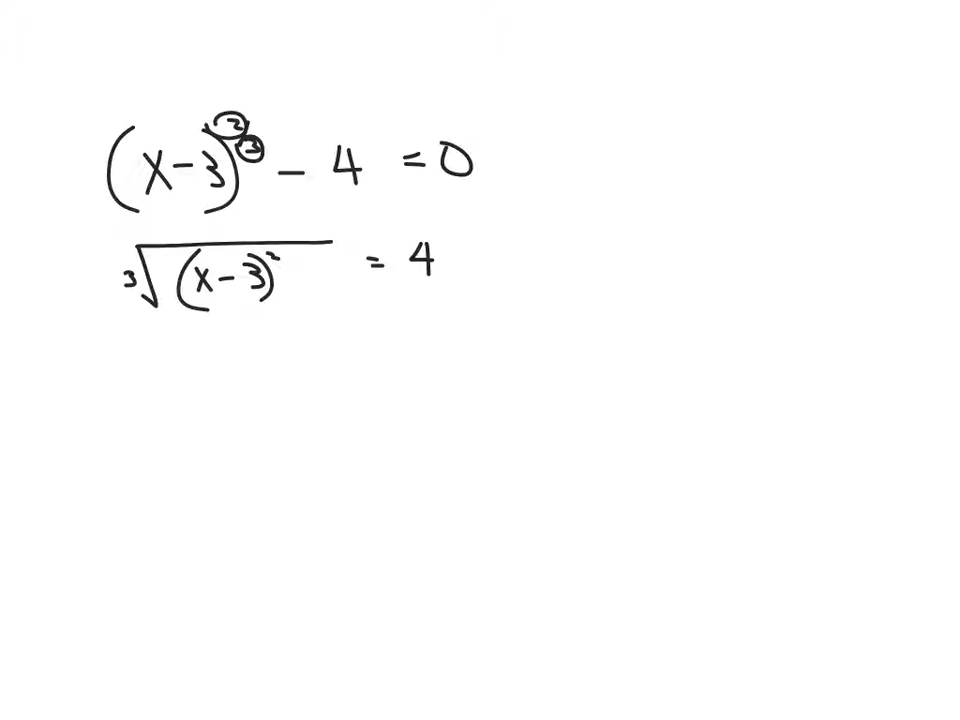 (x-3)^(2/3) - 4 = 0
∛(x-3)² = 4